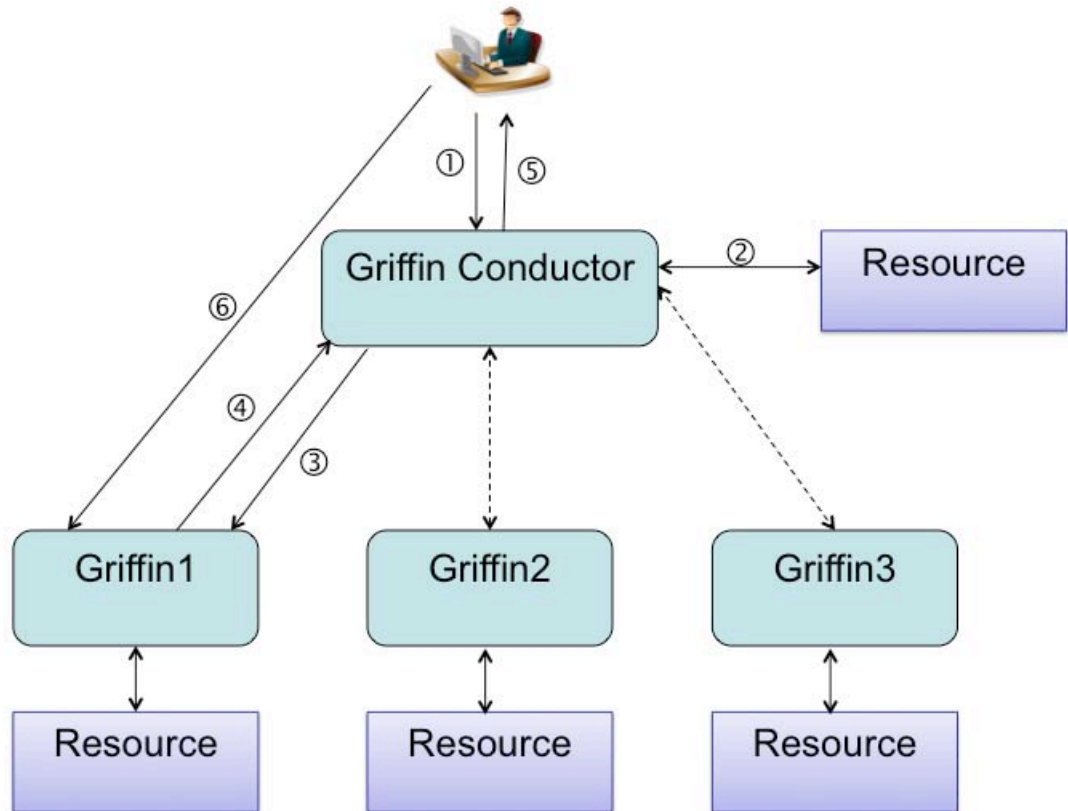 ①
⑤
Griffin Conductor
②
Resource
⑥
④
③
Griffin1
Griffin2
Griffin3
Resource
Resource
Resource